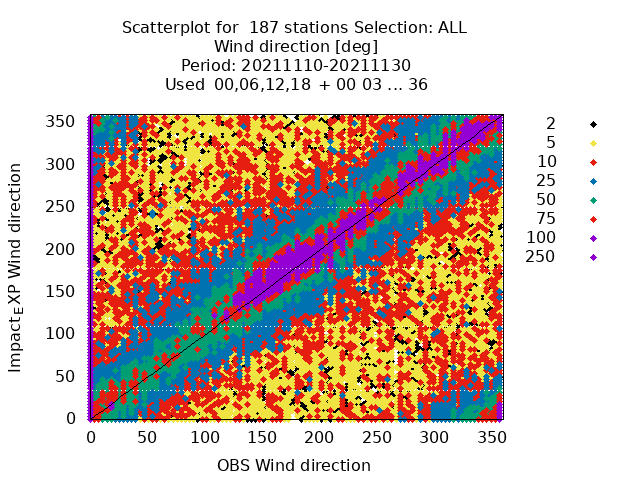 Scatterplot for 187 stations Selection: ALL
Wind direction [deg]
Period: 20211110-20211130
Used 00,06,12,18 + 00 03 ... 36
350
300
250
200
150
100
50
0
Impact_EXP Wind direction
0 50 100 150 200 250 300 350
OBS Wind direction
2
5
10
25
50
75
100
250